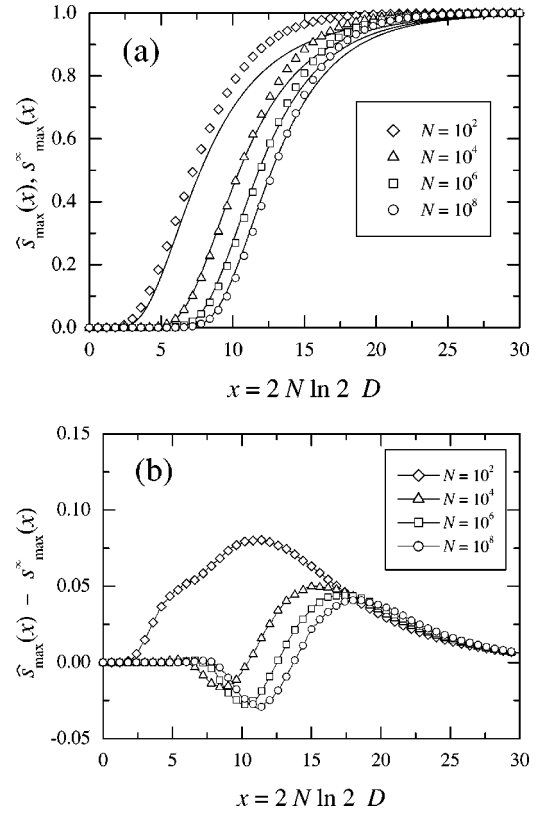 (a)
1.0
0.8
0.6
0.4
0.2
0.0
ŝmax(x), s∞max(x)
N = 10²
N = 10⁴
N = 10⁶
N = 10⁸
0 5 10 15 20 25 30
x = 2 N ln 2 D
(b)
0.15
0.10
0.05
0.00
-0.05
ŝmax(x) − s∞max(x)
N = 10²
N = 10⁴
N = 10⁶
N = 10⁸
0 5 10 15 20 25 30
x = 2 N ln 2 D